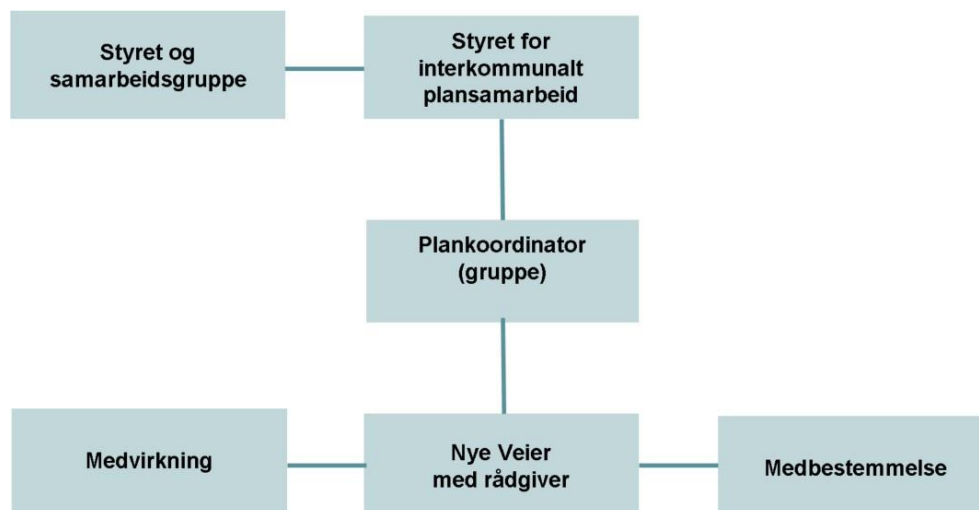 Styret og
samarbeidsgruppe
Styret for
interkommunalt
plansamarbeid
Plankoordinator
(gruppe)
Medvirkning
Nye Veier
med rådgiver
Medbestemmelse